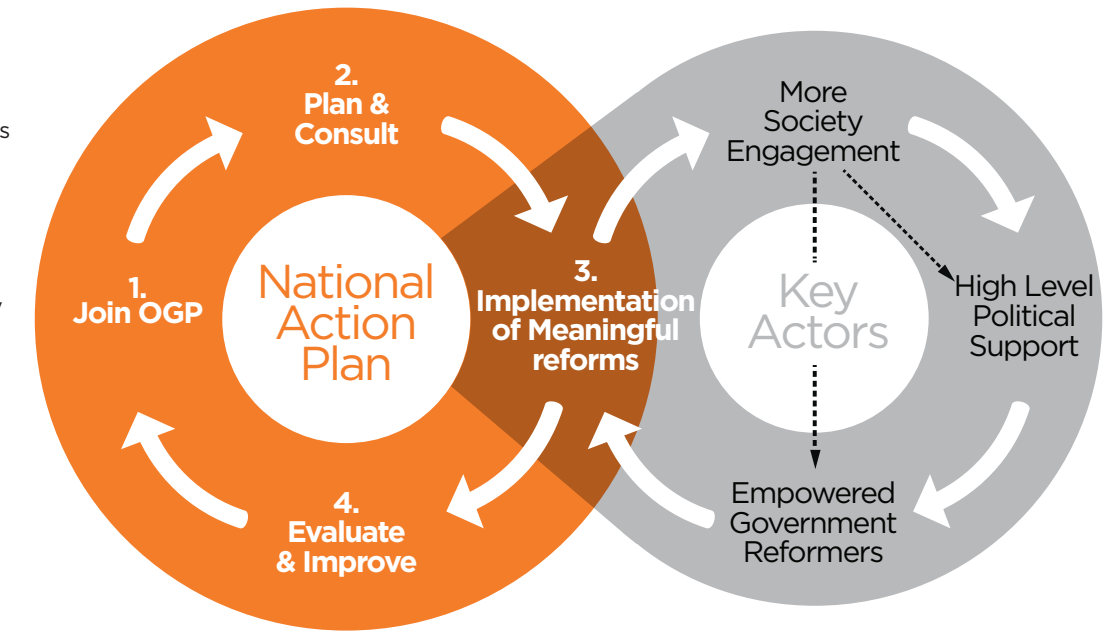 2.
Plan &
Consult
1.
Join OGP
National
Action
Plan
3.
Implementation
of Meaningful
reforms
4.
Evaluate
& Improve
More
Society
Engagement
Key
Actors
High Level
Political
Support
Empowered
Government
Reformers